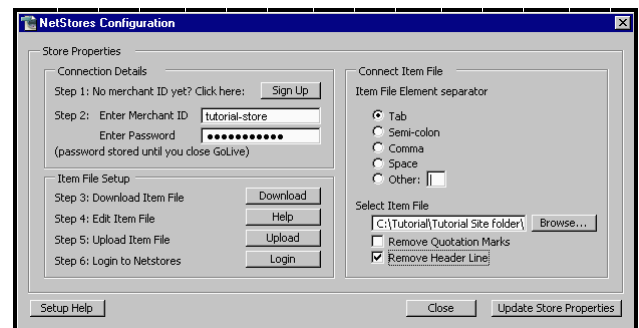 NetStores Configuration
Store Properties
Connection Details
Step 1: No merchant ID yet? Click here: Sign Up
Step 2: Enter Merchant ID tutorial-store
Enter Password ●●●●●●●●●●●
(password stored until you close GoLive)
Item File Setup
Step 3: Download Item File Download
Step 4: Edit Item File Help
Step 5: Upload Item File Upload
Step 6: Login to Netstores Login
Connect Item File
Item File Element separator
Tab
Semi-colon
Comma
Space
Other:
Select Item File
C:\Tutorial\Tutorial Site folder\ Browse...
Remove Quotation Marks
Remove Header Line
Setup Help Close Update Store Properties